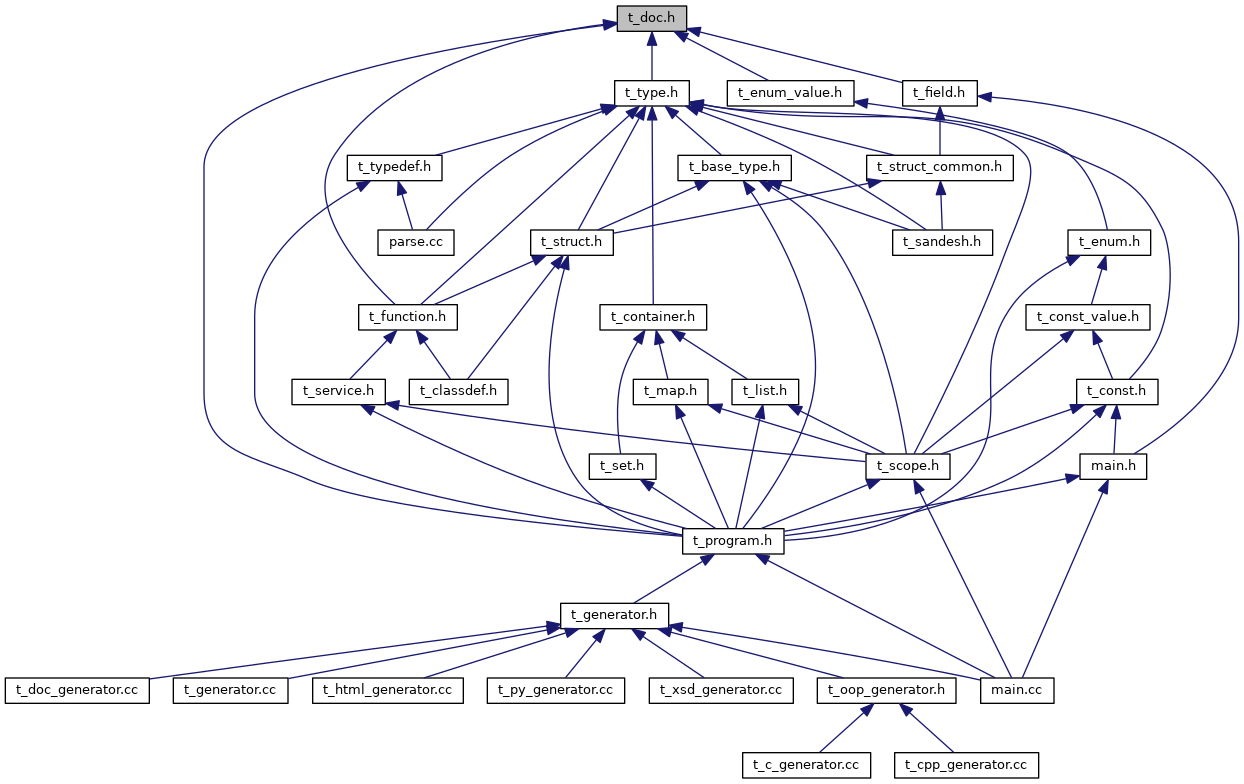 t_doc.h
t_type.h
t_enum_value.h
t_field.h
t_typedef.h
t_base_type.h
t_struct_common.h
parse.cc
t_struct.h
t_sandesh.h
t_enum.h
t_function.h
t_container.h
t_const_value.h
t_service.h
t_classdef.h
t_map.h
t_list.h
t_const.h
t_set.h
t_scope.h
main.h
t_program.h
t_generator.h
t_doc_generator.cc
t_generator.cc
t_html_generator.cc
t_py_generator.cc
t_xsd_generator.cc
t_oop_generator.h
main.cc
t_c_generator.cc
t_cpp_generator.cc